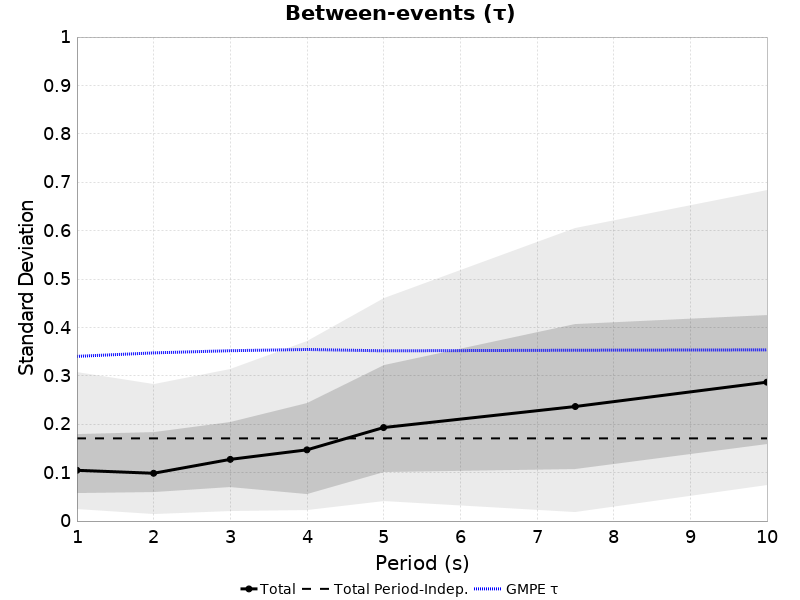 Between-events (τ)
1
0.9
0.8
0.7
0.6
0.5
0.4
0.3
0.2
0.1
0
Standard Deviation
1 2 3 4 5 6 7 8 9 10
Period (s)
Total Total Period-Indep. GMPE τ